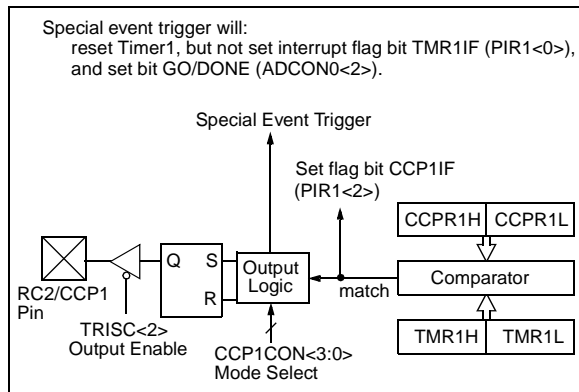 Special event trigger will:
reset Timer1, but not set interrupt flag bit TMR1IF (PIR1<0>),
and set bit GO/DONE (ADCON0<2>).
Special Event Trigger
Set flag bit CCP1IF
(PIR1<2>)
CCPR1H CCPR1L
Q S Output
Logic
R
match
Comparator
RC2/CCP1
Pin
TRISC<2>
Output Enable
CCP1CON<3:0>
Mode Select
TMR1H TMR1L